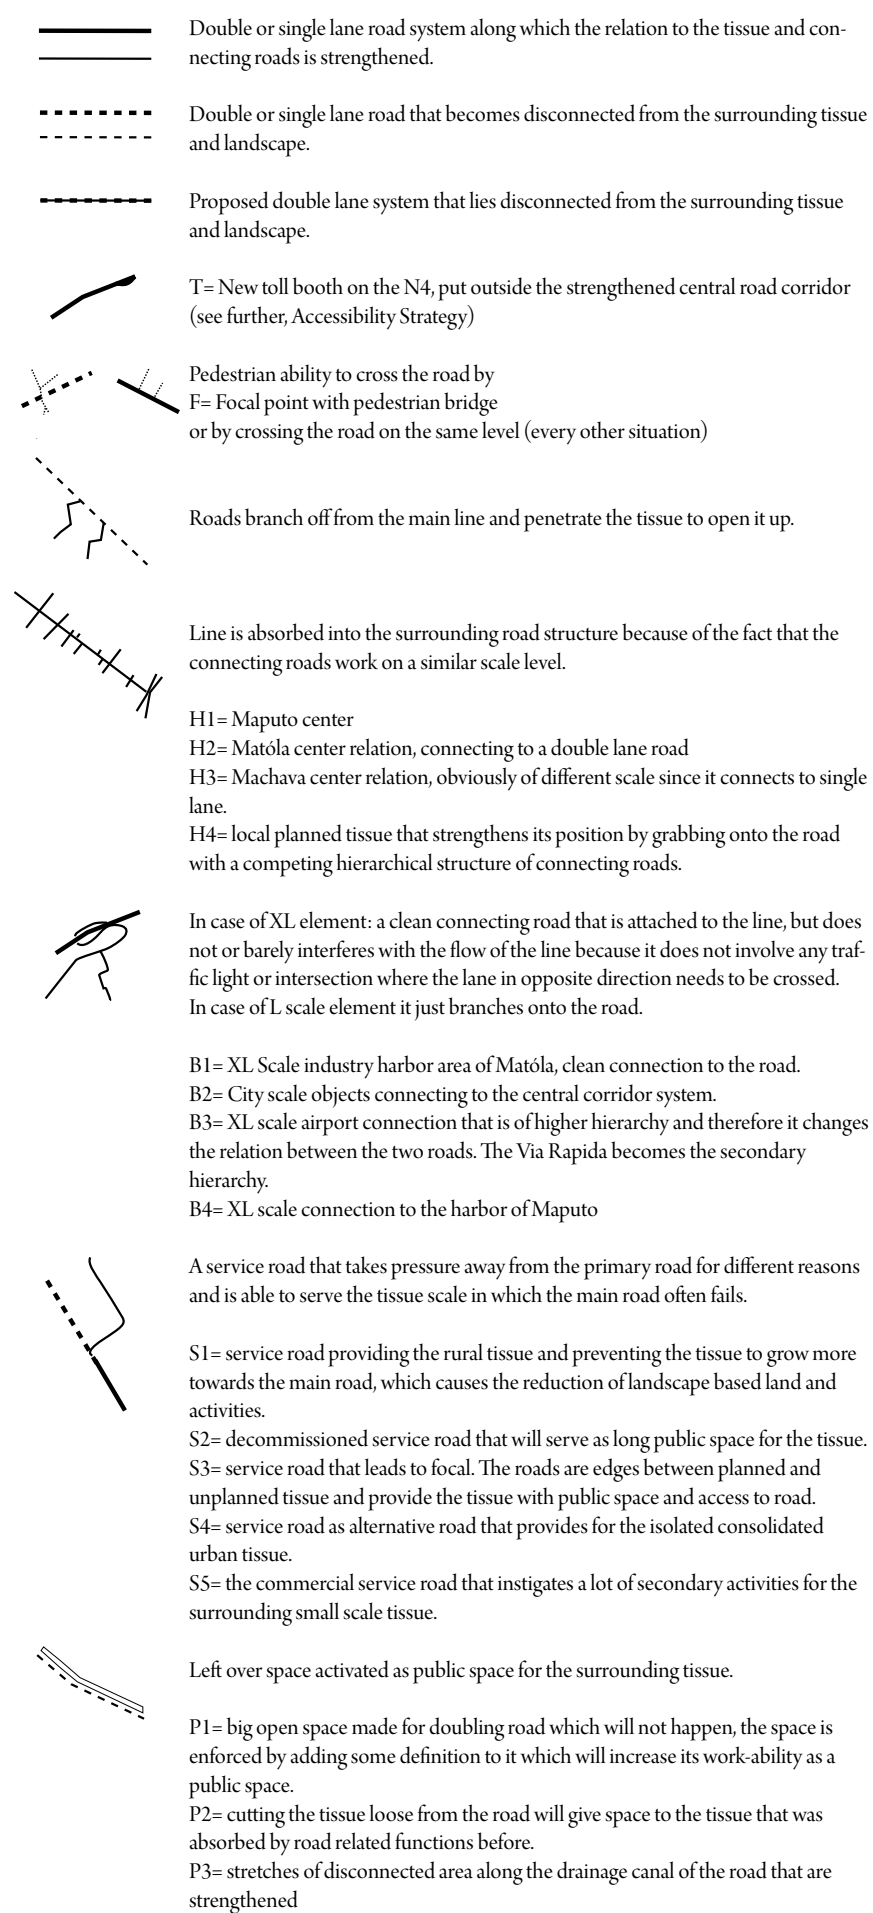 Double or single lane road system along which the relation to the tissue and con-
necting roads is strengthened.
Double or single lane road that becomes disconnected from the surrounding tissue
and landscape.
Proposed double lane system that lies disconnected from the surrounding tissue
and landscape.
T= New toll booth on the N4, put outside the strengthened central road corridor
(see further, Accessibility Strategy)
Pedestrian ability to cross the road by
F= Focal point with pedestrian bridge
or by crossing the road on the same level (every other situation)
Roads branch off from the main line and penetrate the tissue to open it up.
Line is absorbed into the surrounding road structure because of the fact that the
connecting roads work on a similar scale level.
H1= Maputo center
H2= Matóla center relation, connecting to a double lane road
H3= Machava center relation, obviously of different scale since it connects to single
lane.
H4= local planned tissue that strengthens its position by grabbing onto the road
with a competing hierarchical structure of connecting roads.
In case of XL element: a clean connecting road that is attached to the line, but does
not or barely interferes with the flow of the line because it does not involve any traf-
fic light or intersection where the lane in opposite direction needs to be crossed.
In case of L scale element it just branches onto the road.
B1= XL Scale industry harbor area of Matóla, clean connection to the road.
B2= City scale objects connecting to the central corridor system.
B3= XL scale airport connection that is of higher hierarchy and therefore it changes
the relation between the two roads. The Via Rapida becomes the secondary
hierarchy.
B4= XL scale connection to the harbor of Maputo
A service road that takes pressure away from the primary road for different reasons
and is able to serve the tissue scale in which the main road often fails.
S1= service road providing the rural tissue and preventing the tissue to grow more
towards the main road, which causes the reduction of landscape based land and
activities.
S2= decommissioned service road that will serve as long public space for the tissue.
S3= service road that leads to focal. The roads are edges between planned and
unplanned tissue and provide the tissue with public space and access to road.
S4= service road as alternative road that provides for the isolated consolidated
urban tissue.
S5= the commercial service road that instigates a lot of secondary activities for the
surrounding small scale tissue.
Left over space activated as public space for the surrounding tissue.
P1= big open space made for doubling road which will not happen, the space is
enforced by adding some definition to it which will increase its work-ability as a
public space.
P2= cutting the tissue loose from the road will give space to the tissue that was
absorbed by road related functions before.
P3= stretches of disconnected area along the drainage canal of the road that are
strengthened